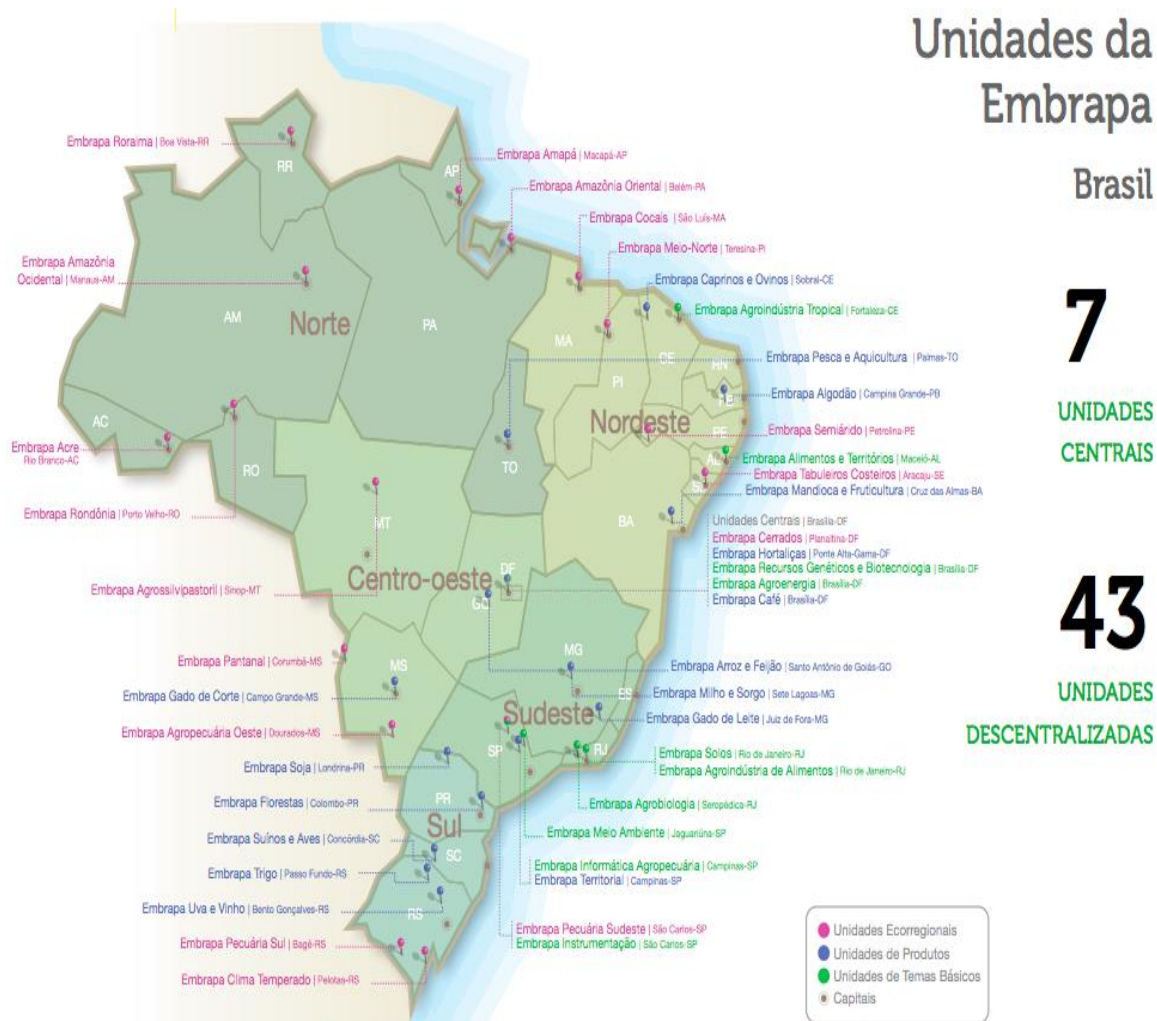 Unidades da
Embrapa
Brasil
7
UNIDADES
CENTRAIS
43
UNIDADES
DESCENTRALIZADAS
Embrapa Roraima | Boa Vista-RR
Embrapa Amapá | Macapá-AP
Embrapa Amazônia Oriental | Belém-PA
Embrapa Cocais | São Luís-MA
Embrapa Meio-Norte | Teresina-PI
Embrapa Amazônia
Ocidental | Manaus-AM
Embrapa Caprinos e Ovinos | Sobral-CE
Embrapa Agroindústria Tropical | Fortaleza-CE
Embrapa Pesca e Aquicultura | Palmas-TO
Embrapa Algodão | Campina Grande-PB
Embrapa Semiárido | Petrolina-PE
Embrapa Acre
Rio Branco-AC
Embrapa Alimentos e Territórios | Maceió-AL
Embrapa Tabuleiros Costeiros | Aracaju-SE
Embrapa Mandioca e Fruticultura | Cruz das Almas-BA
Embrapa Rondônia | Porto Velho-RO
Unidades Centrais | Brasília-DF
Embrapa Cerrados | Planaltina-DF
Embrapa Hortaliças | Ponte Alta-Gama-DF
Embrapa Recursos Genéticos e Biotecnologia | Brasília-DF
Embrapa Agroenergia | Brasília-DF
Embrapa Café | Brasília-DF
Embrapa Agrossilvipastoril | Sinop-MT
Embrapa Pantanal | Corumbá-MS
Embrapa Arroz e Feijão | Santo Antônio de Goiás-GO
Embrapa Gado de Corte | Campo Grande-MS
Embrapa Milho e Sorgo | Sete Lagoas-MG
Embrapa Gado de Leite | Juiz de Fora-MG
Embrapa Agropecuária Oeste | Dourados-MS
Embrapa Solos | Rio de Janeiro-RJ
Embrapa Agroindústria de Alimentos | Rio de Janeiro-RJ
Embrapa Soja | Londrina-PR
Embrapa Florestas | Colombo-PR
Embrapa Agrobiologia | Seropédica-RJ
Embrapa Meio Ambiente | Jaguariúna-SP
Embrapa Suínos e Aves | Concórdia-SC
Embrapa Informática Agropecuária | Campinas-SP
Embrapa Territorial | Campinas-SP
Embrapa Trigo | Passo Fundo-RS
Embrapa Uva e Vinho | Bento Gonçalves-RS
Embrapa Pecuária Sudeste | São Carlos-SP
Embrapa Instrumentação | São Carlos-SP
Embrapa Pecuária Sul | Bagé-RS
Embrapa Clima Temperado | Pelotas-RS
RR
AP
AM
Norte
PA
MA
CE
RN
PI
PB
Nordeste
PE
AC
AL
TO
RO
SE
BA
MT
Centro-oeste
DF
GO
MG
MS
ES
Sudeste
SP
RJ
PR
Sul
SC
RS
Unidades Ecorregionais
Unidades de Produtos
Unidades de Temas Básicos
Capitais